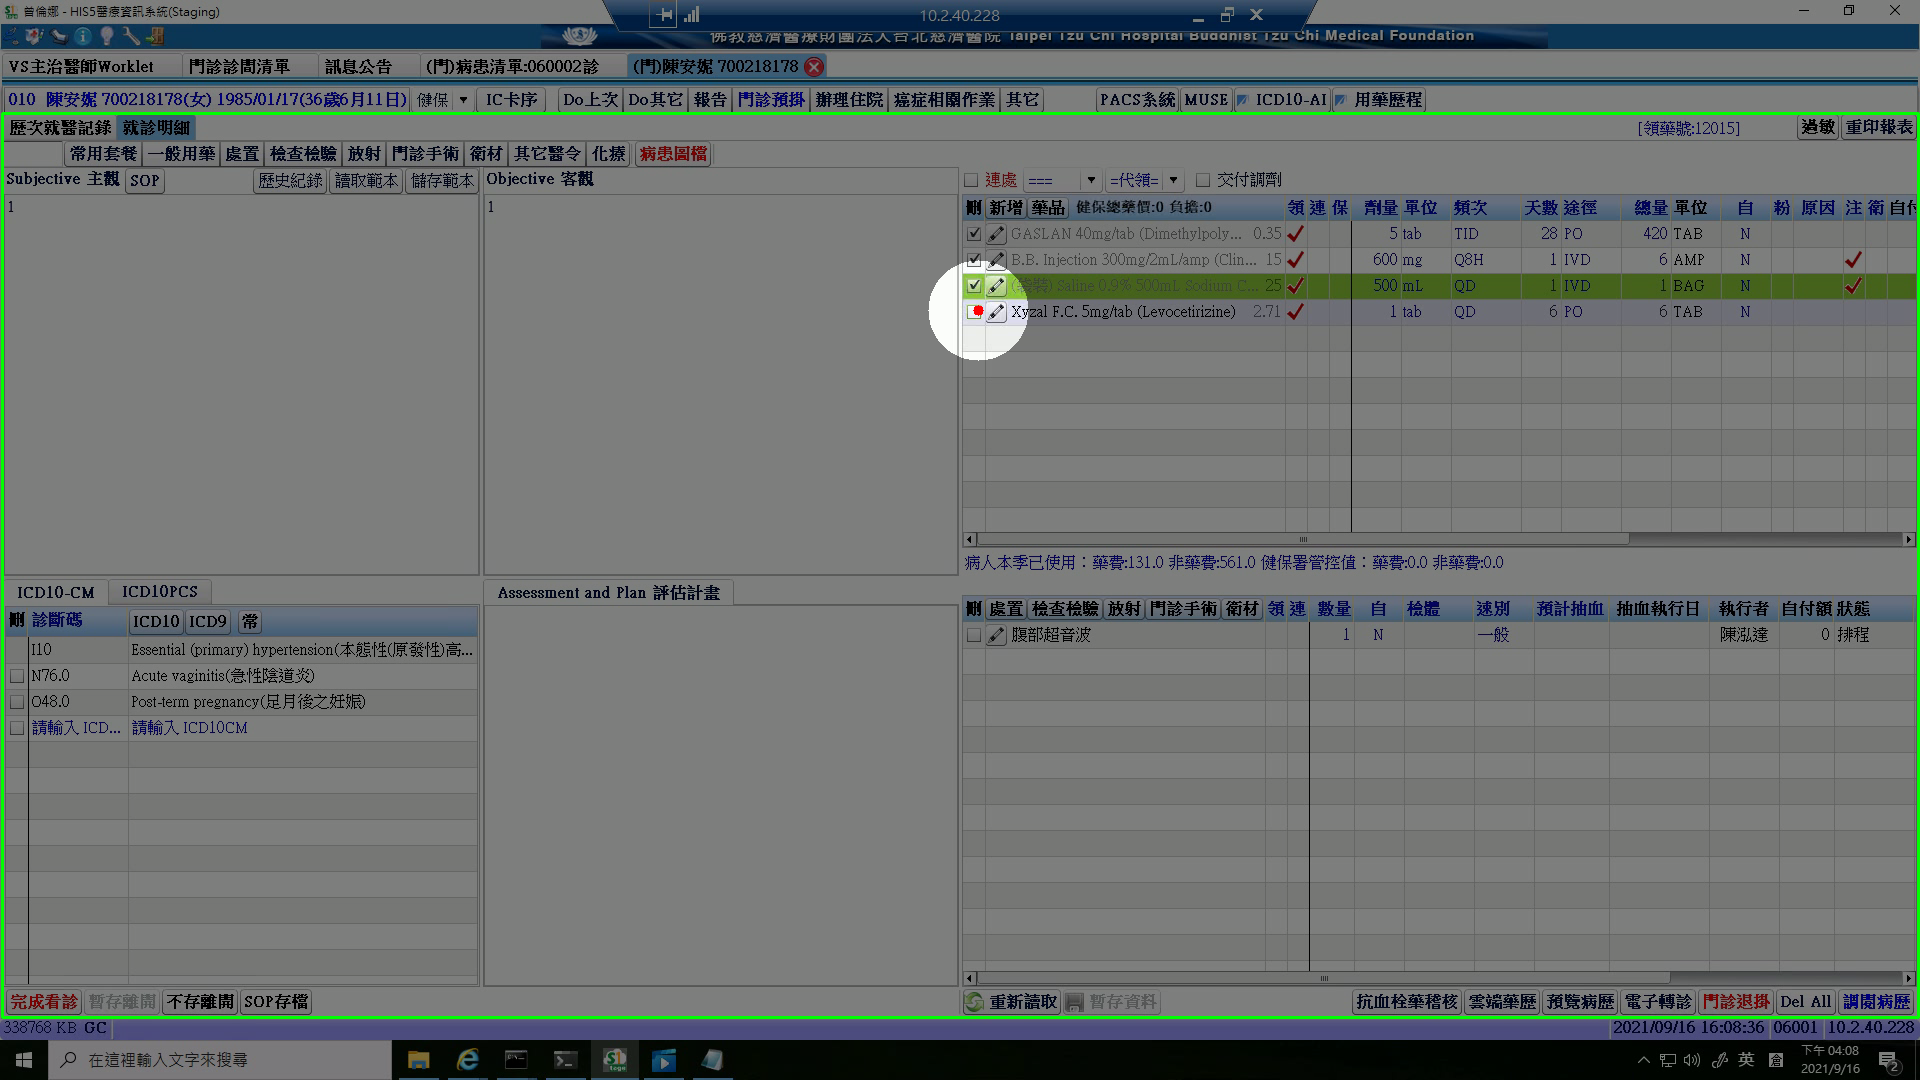 曾倫娜 - HIS5醫療資訊系統(Staging)
10.2.40.228
佛教慈濟醫療財團法人台北慈濟醫院 Taipei Tzu Chi Hospital Buddhist Tzu Chi Medical Foundation
VS主治醫師Worklet 門診診間清單 訊息公告 (門)病患清單:060002診 (門)陳安妮 700218178
010 陳安妮 700218178(女) 1985/01/17(36歲6月11日) 健保 IC卡序 Do上次 Do其它 報告 門診預掛 辦理住院 癌症相關作業 其它 PACS系統 MUSE ICD10-AI 用藥歷程
歷次就醫記錄 就診明細 [領藥號:12015] 過敏 重印報表
常用套餐 一般用藥 處置 檢查檢驗 放射 門診手術 衛材 其它醫令 化療 病患圖檔
Subjective 主觀 SOP 歷史紀錄 讀取範本 儲存範本 Objective 客觀 連處 === =代領= 交付調劑
1 1
刪 新增 藥品 健保總藥價:0 負擔:0 領 連 保 劑量 單位 頻次 天數 途徑 總量 單位 自 粉 原因 注 衛 自付
GASLAN 40mg/tab (Dimethylpoly... 0.35 5 tab TID 28 PO 420 TAB N
B.B. Injection 300mg/2mL/amp (Clin... 15 600 mg Q8H 1 IVD 6 AMP N
Saline 0.9% 500mL Sodium C... 25 500 mL QD 1 IVD 1 BAG N
Xyzal F.C. 5mg/tab (Levocetirizine) 2.71 1 tab QD 6 PO 6 TAB N
病人本季已使用：藥費:131.0 非藥費:561.0 健保署管控值：藥費:0.0 非藥費:0.0
ICD10-CM ICD10PCS Assessment and Plan 評估計畫
刪 診斷碼 ICD10 ICD9 常
I10 Essential (primary) hypertension(本態性(原發性)高...
N76.0 Acute vaginitis(急性陰道炎)
O48.0 Post-term pregnancy(足月後之妊娠)
請輸入 ICD... 請輸入 ICD10CM
刪 處置 檢查檢驗 放射 門診手術 衛材 領 連 數量 自 檢體 速別 預計抽血 抽血執行日 執行者 自付額 狀態
腹部超音波 1 N 一般 陳泓達 0 排程
完成看診 暫存離開 不存離開 SOP存檔 重新讀取 暫存資料 抗血栓華稽核 雲端華歷 預覽病歷 電子轉診 門診退掛 Del All 調閱病歷
338768 KB GC 2021/09/16 16:08:36 06001 10.2.40.228
在這裡輸入文字來搜尋 英 下午 04:08
2021/9/16 2